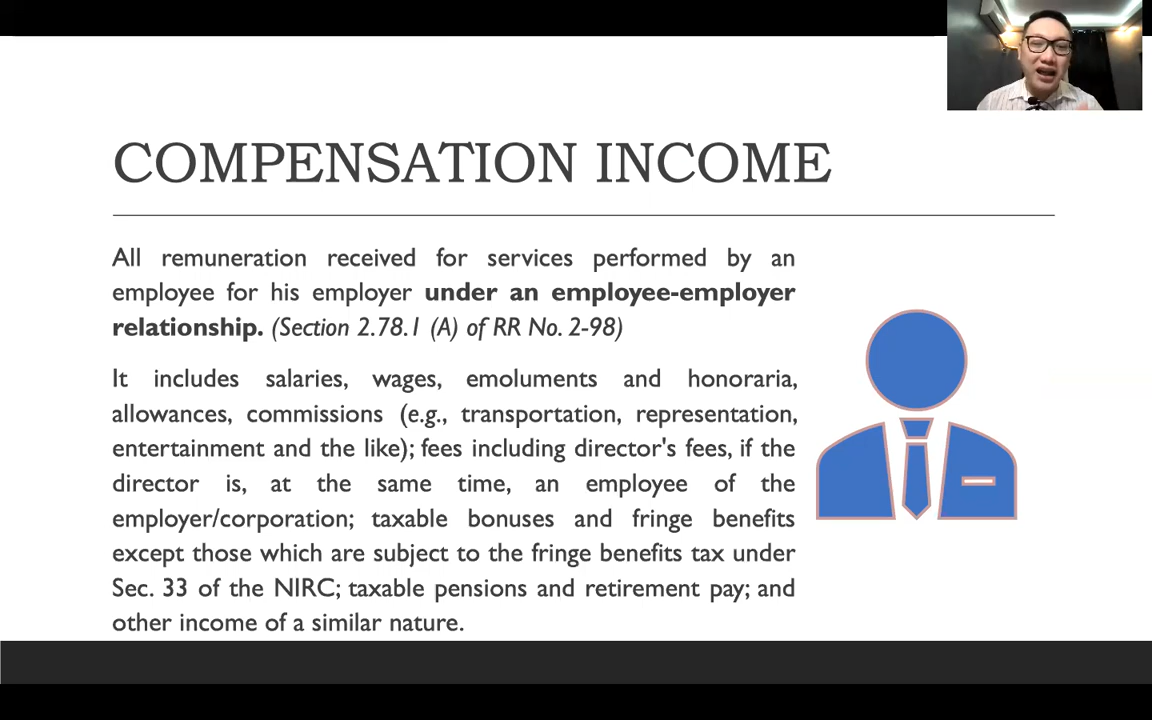 COMPENSATION INCOME
All remuneration received for services performed by an
employee for his employer under an employee-employer
relationship. (Section 2.78.1 (A) of RR No. 2-98)
It includes salaries, wages, emoluments and honoraria,
allowances, commissions (e.g., transportation, representation,
entertainment and the like); fees including director's fees, if the
director is, at the same time, an employee of the
employer/corporation; taxable bonuses and fringe benefits
except those which are subject to the fringe benefits tax under
Sec. 33 of the NIRC; taxable pensions and retirement pay; and
other income of a similar nature.